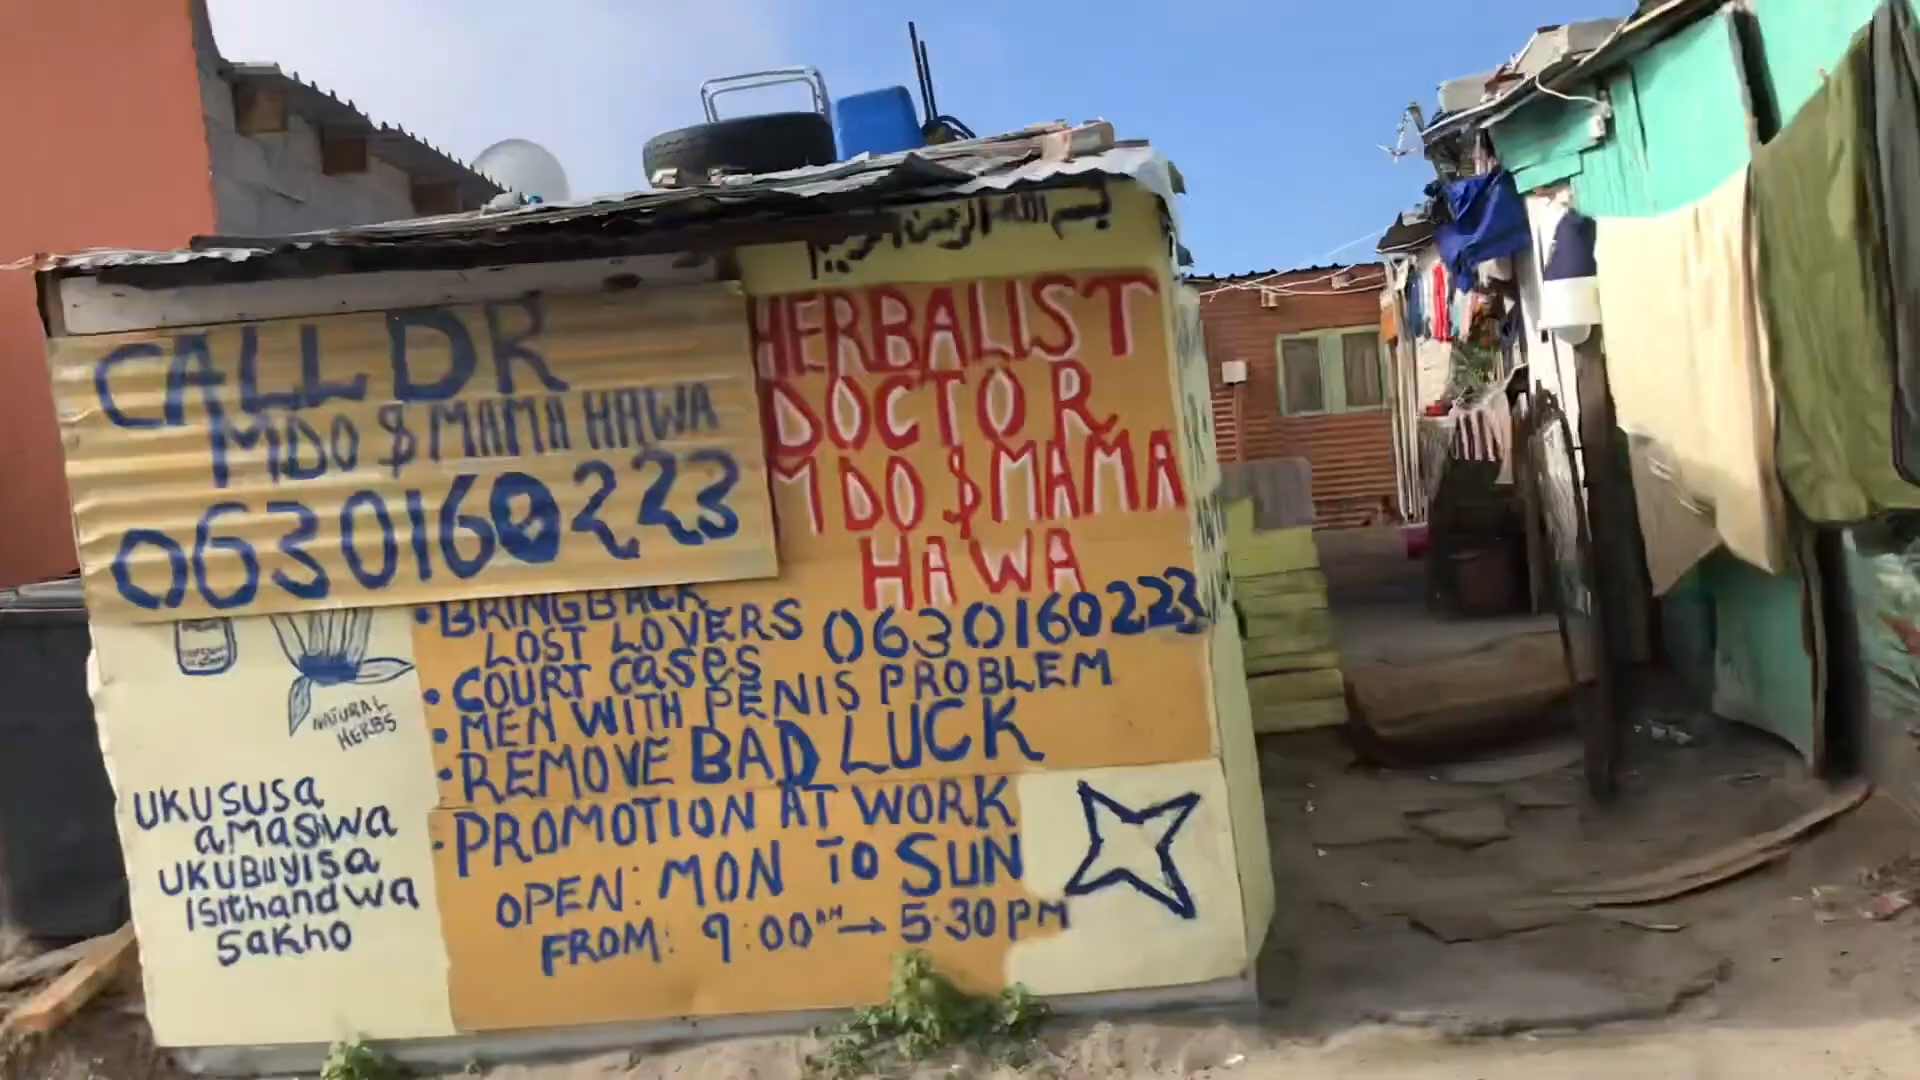 بسم الله الرحمن الرحيم
CALL DR
MDO $ MAMA HAWA
0630160223
HERBALIST
DOCTOR
MDO $ MAMA
HAWA
0630160223
• BRING BACK
LOST LOVERS
• COURT CASES
• MEN WITH PENIS PROBLEM
• REMOVE BAD LUCK
• PROMOTION AT WORK
OPEN: MON TO SUN
FROM: 9:00AM → 5:30PM
NATURAL
HERBS
UKUSUSA
AMASHWA
UKUBUYISA
ISITHANDWA
SAKHO